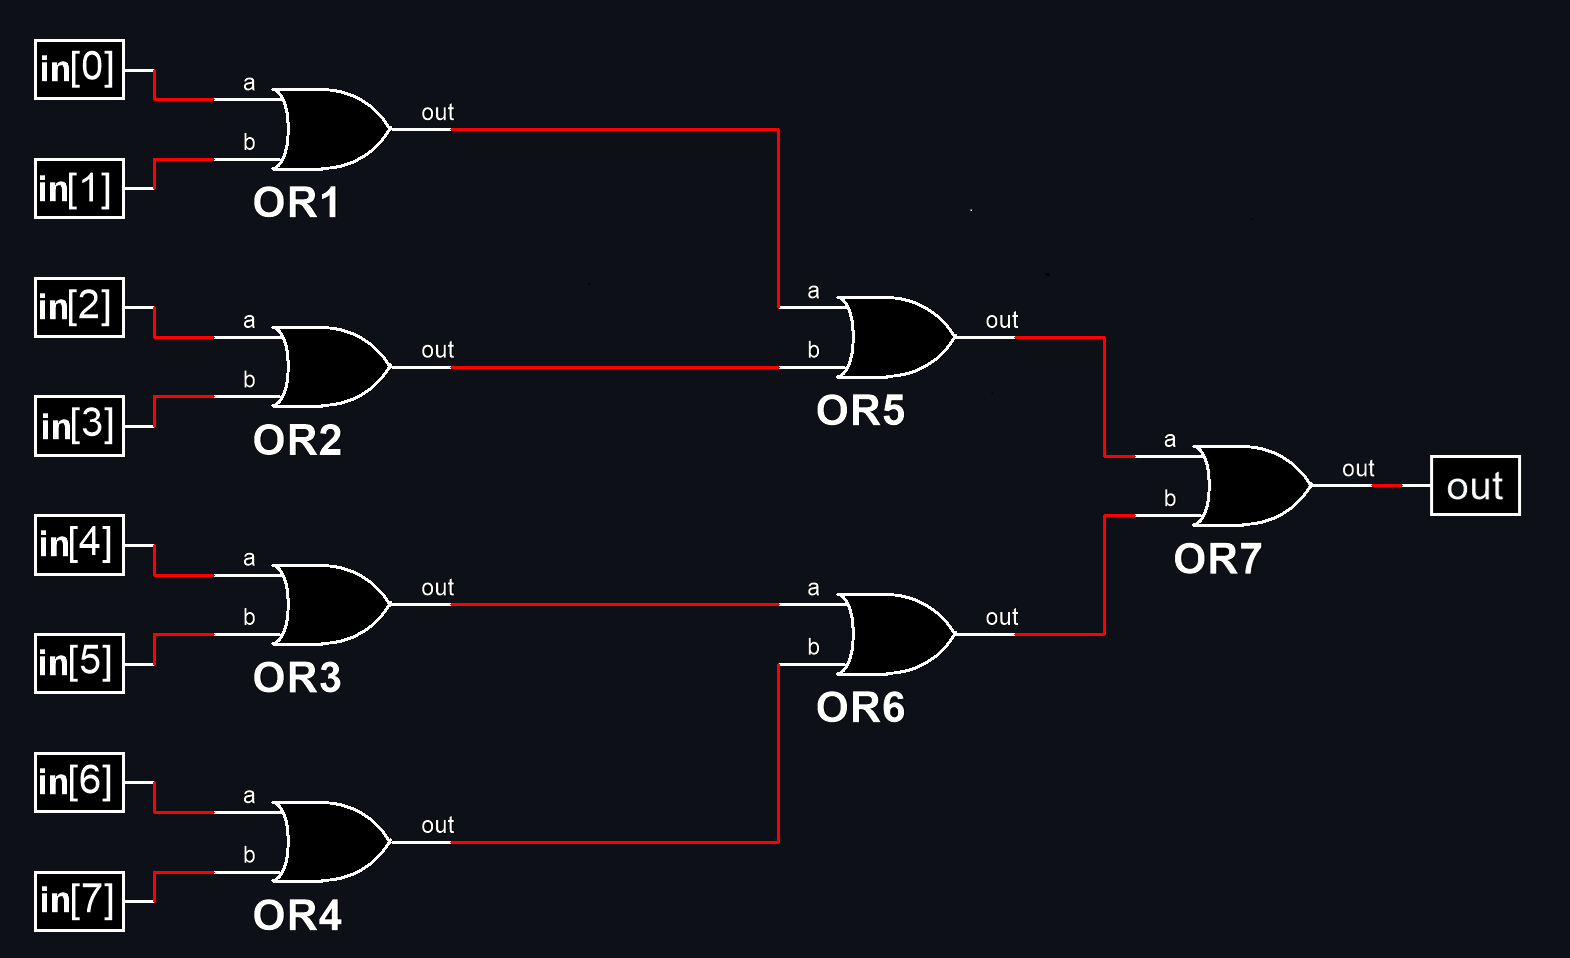 in[0]
a
out
b
in[1]
OR1
in[2]
a
out
b
in[3]
OR2
a
out
b
OR5
in[4]
a
out
b
in[5]
OR3
a
out
b
OR6
in[6]
a
out
b
in[7]
OR4
a
out
b
OR7
out